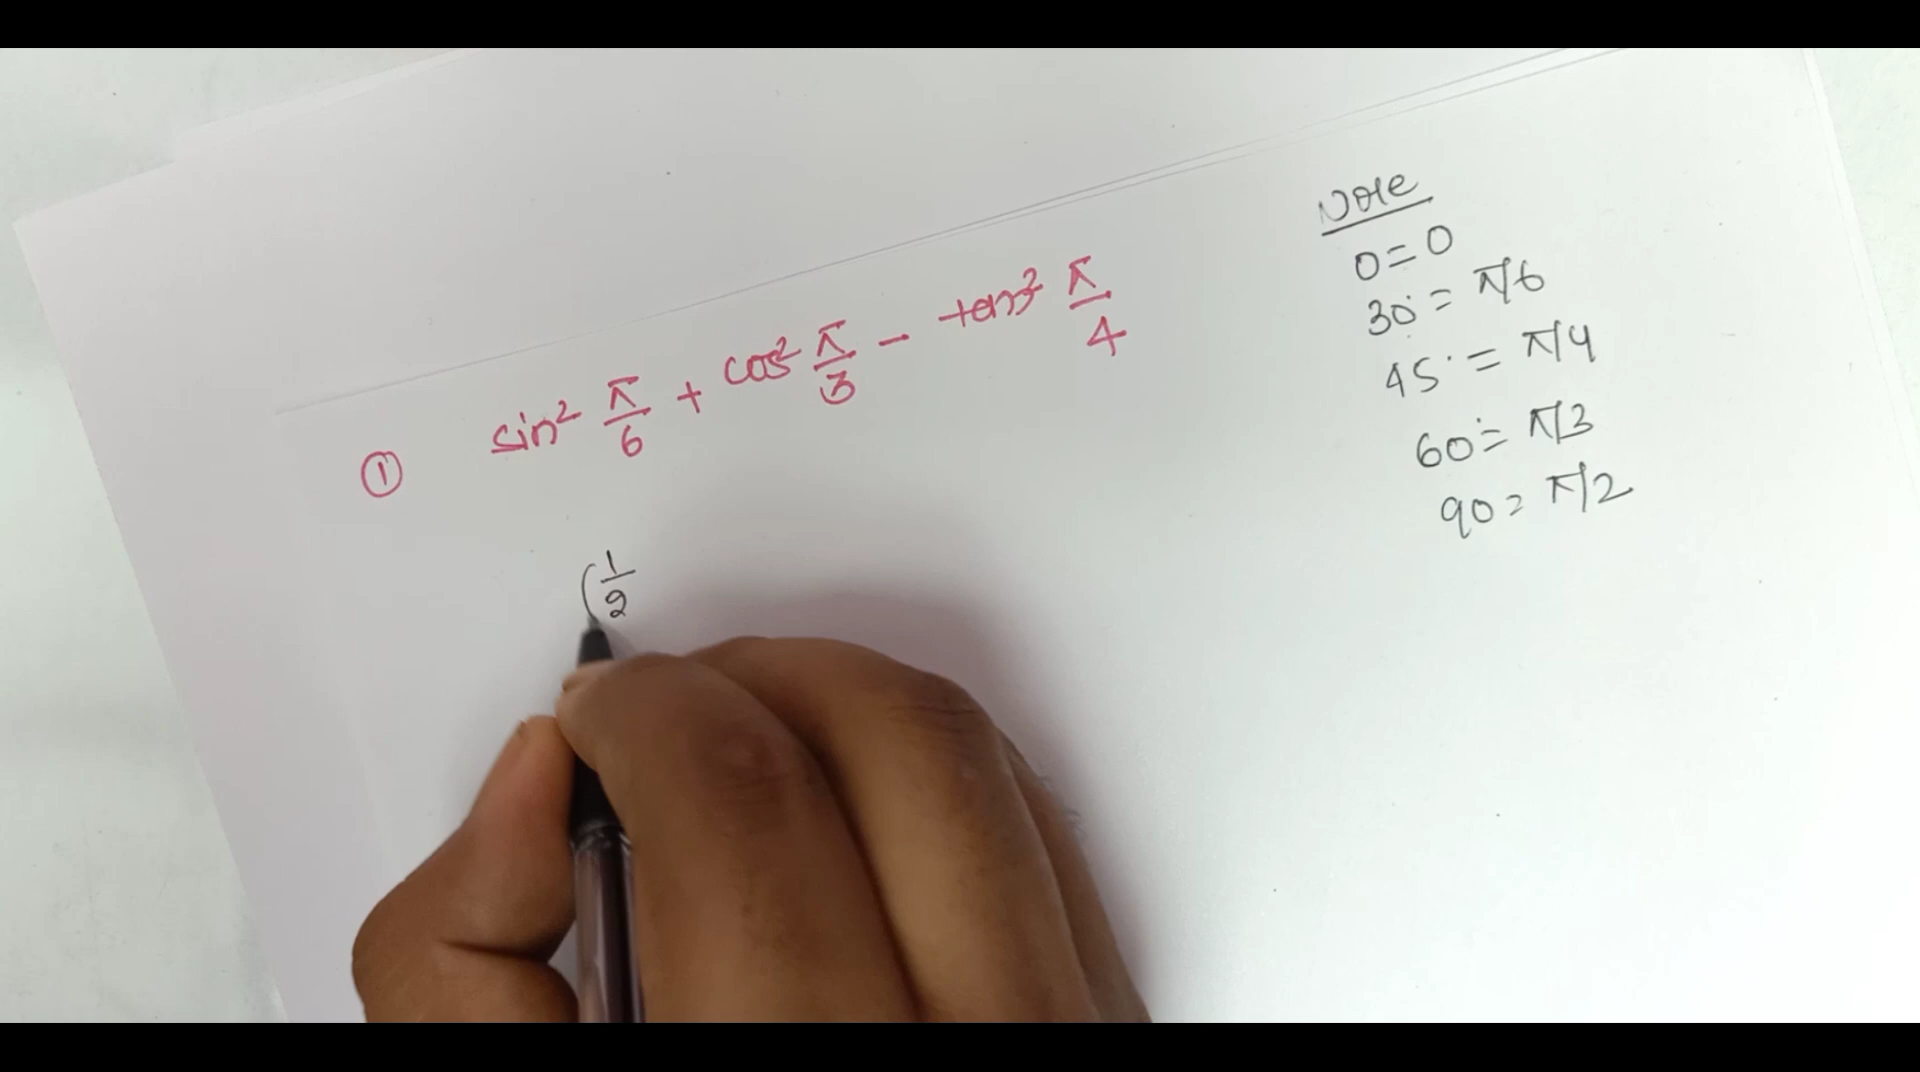 ① sin² π/6 + cos² π/3 - tan² π/4
(1/2
Note
0 = 0
30° = π/6
45° = π/4
60° = π/3
90 = π/2